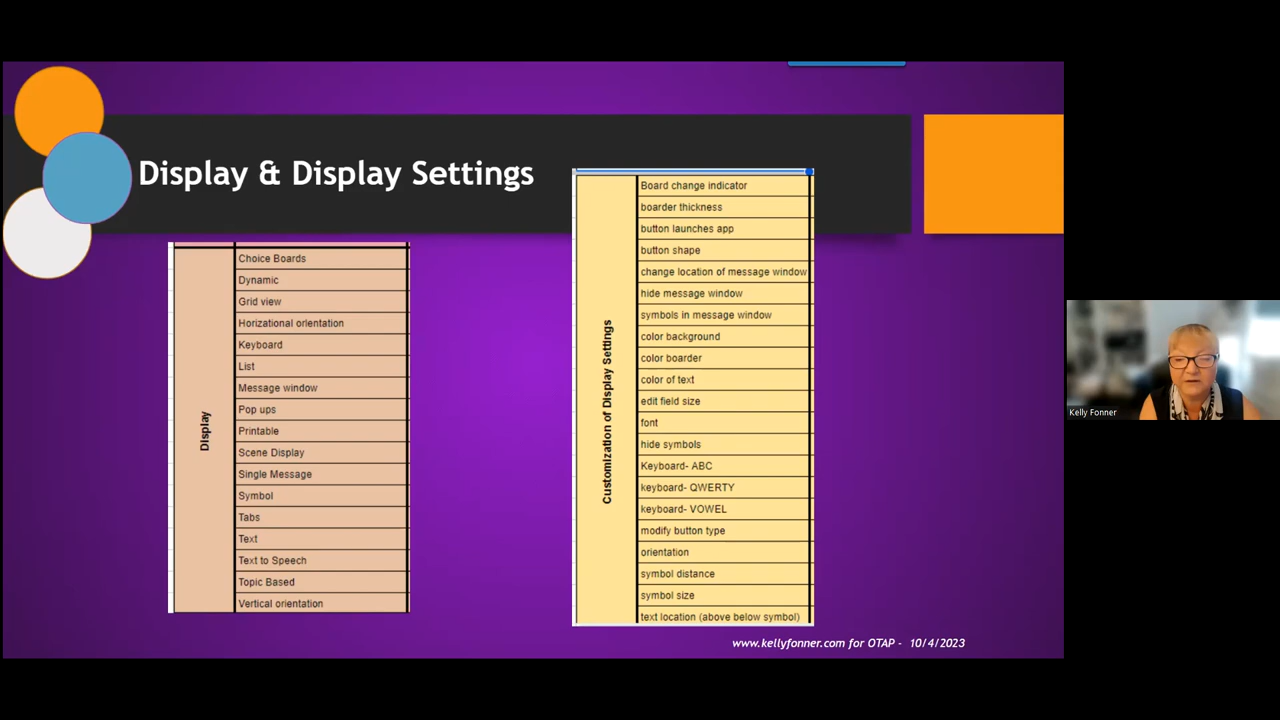 Display & Display Settings
Display
Choice Boards
Dynamic
Grid view
Horizational orientation
Keyboard
List
Message window
Pop ups
Printable
Scene Display
Single Message
Symbol
Tabs
Text
Text to Speech
Topic Based
Vertical orientation
Customization of Display Settings
Board change indicator
boarder thickness
button launches app
button shape
change location of message window
hide message window
symbols in message window
color background
color boarder
color of text
edit field size
font
hide symbols
Keyboard- ABC
keyboard- QWERTY
keyboard- VOWEL
modify button type
orientation
symbol distance
symbol size
text location (above below symbol)
www.kellyfonner.com for OTAP - 10/4/2023
Kelly Fonner